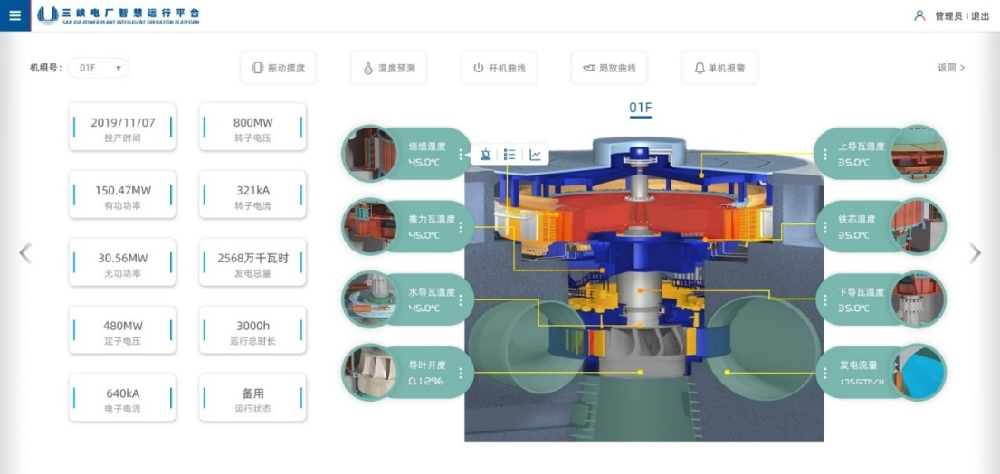 三峡电厂智慧运行平台
SAN XIA POWER PLANT INTELLIGENT OPERATION PLATFORM
管理员 | 退出
机组号： 01F
振动摆度
温度预测
开机曲线
局放曲线
单机报警
返回
2019/11/07
投产时间
800MW
转子电压
150.47MW
有功功率
321kA
转子电流
30.56MW
无功功率
2568万千瓦时
发电总量
480MW
定子电压
3000h
运行总时长
640kA
电子电流
备用
运行状态
01F
绕组温度
45.0℃
上导瓦温度
35.0℃
推力瓦温度
45.0℃
铁芯温度
35.0℃
水导瓦温度
45.0℃
下导瓦温度
35.0℃
导叶开度
0.12%
发电流量
175.6m³/H